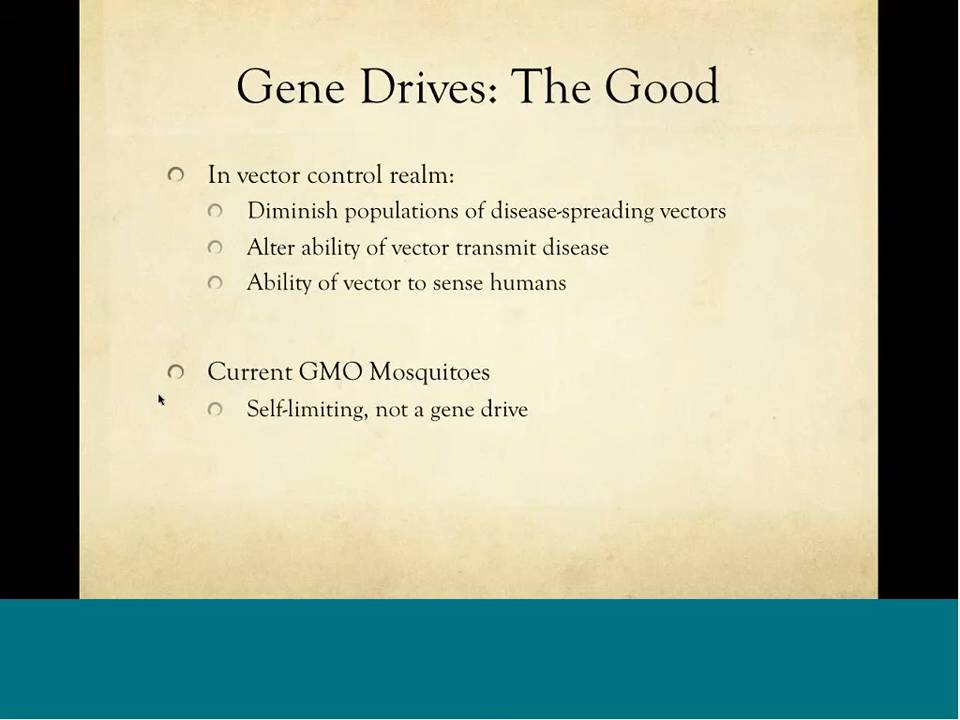 Gene Drives: The Good
In vector control realm:
Diminish populations of disease-spreading vectors
Alter ability of vector transmit disease
Ability of vector to sense humans
Current GMO Mosquitoes
Self-limiting, not a gene drive